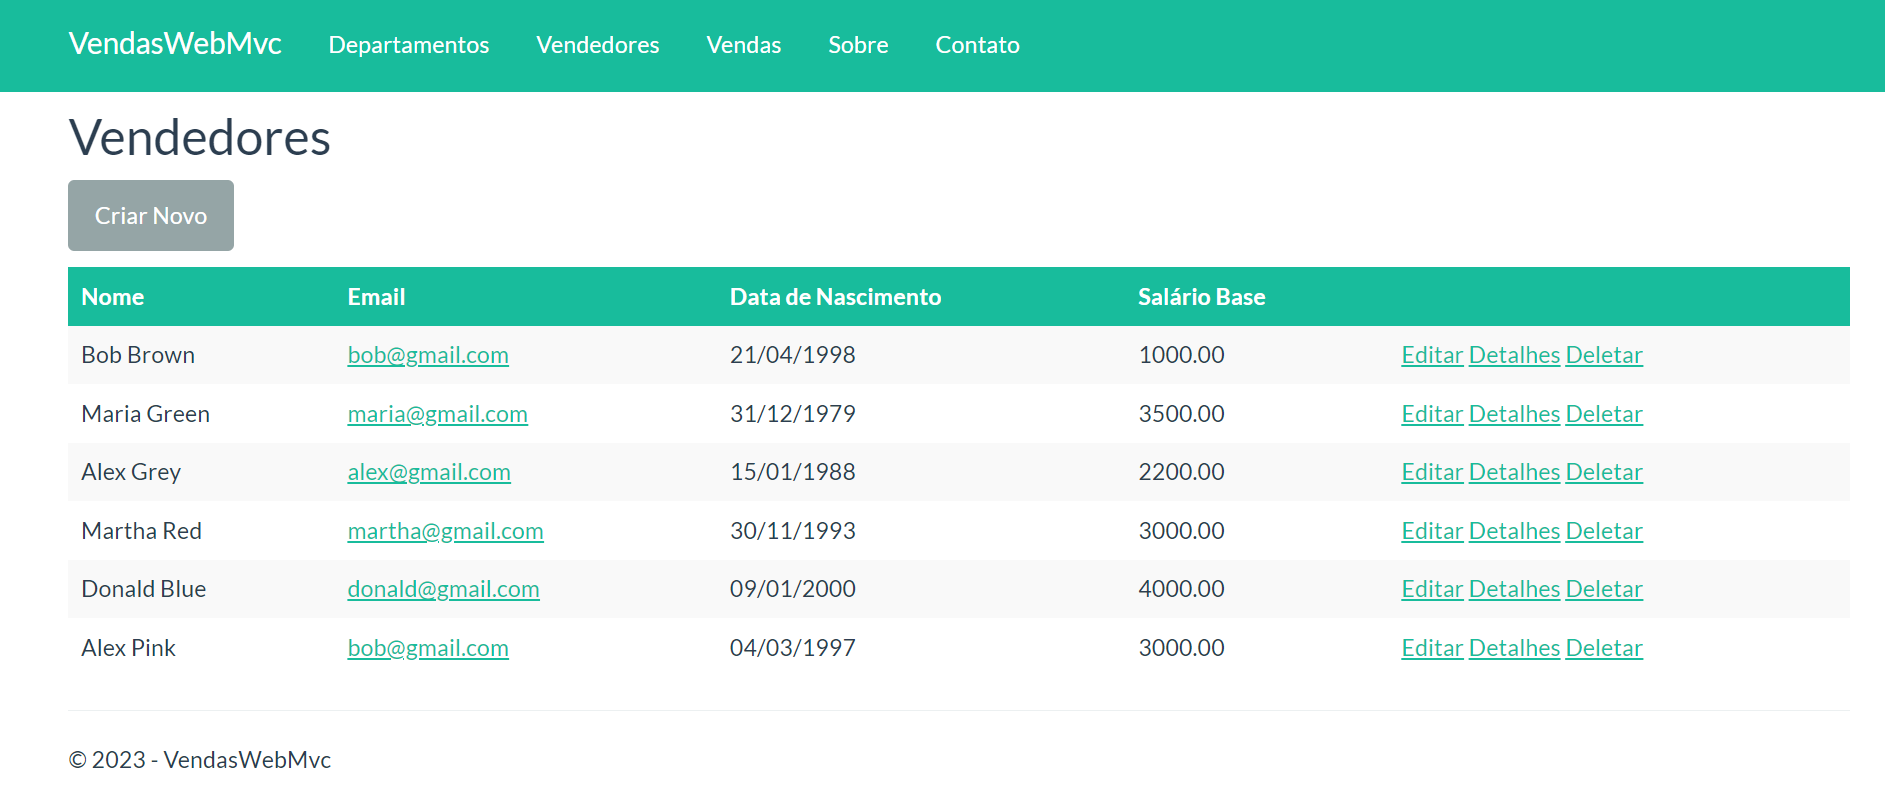 VendasWebMvc Departamentos Vendedores Vendas Sobre Contato
Vendedores
Criar Novo
Nome Email Data de Nascimento Salário Base
Bob Brown bob@gmail.com 21/04/1998 1000.00 Editar Detalhes Deletar
Maria Green maria@gmail.com 31/12/1979 3500.00 Editar Detalhes Deletar
Alex Grey alex@gmail.com 15/01/1988 2200.00 Editar Detalhes Deletar
Martha Red martha@gmail.com 30/11/1993 3000.00 Editar Detalhes Deletar
Donald Blue donald@gmail.com 09/01/2000 4000.00 Editar Detalhes Deletar
Alex Pink bob@gmail.com 04/03/1997 3000.00 Editar Detalhes Deletar
© 2023 - VendasWebMvc